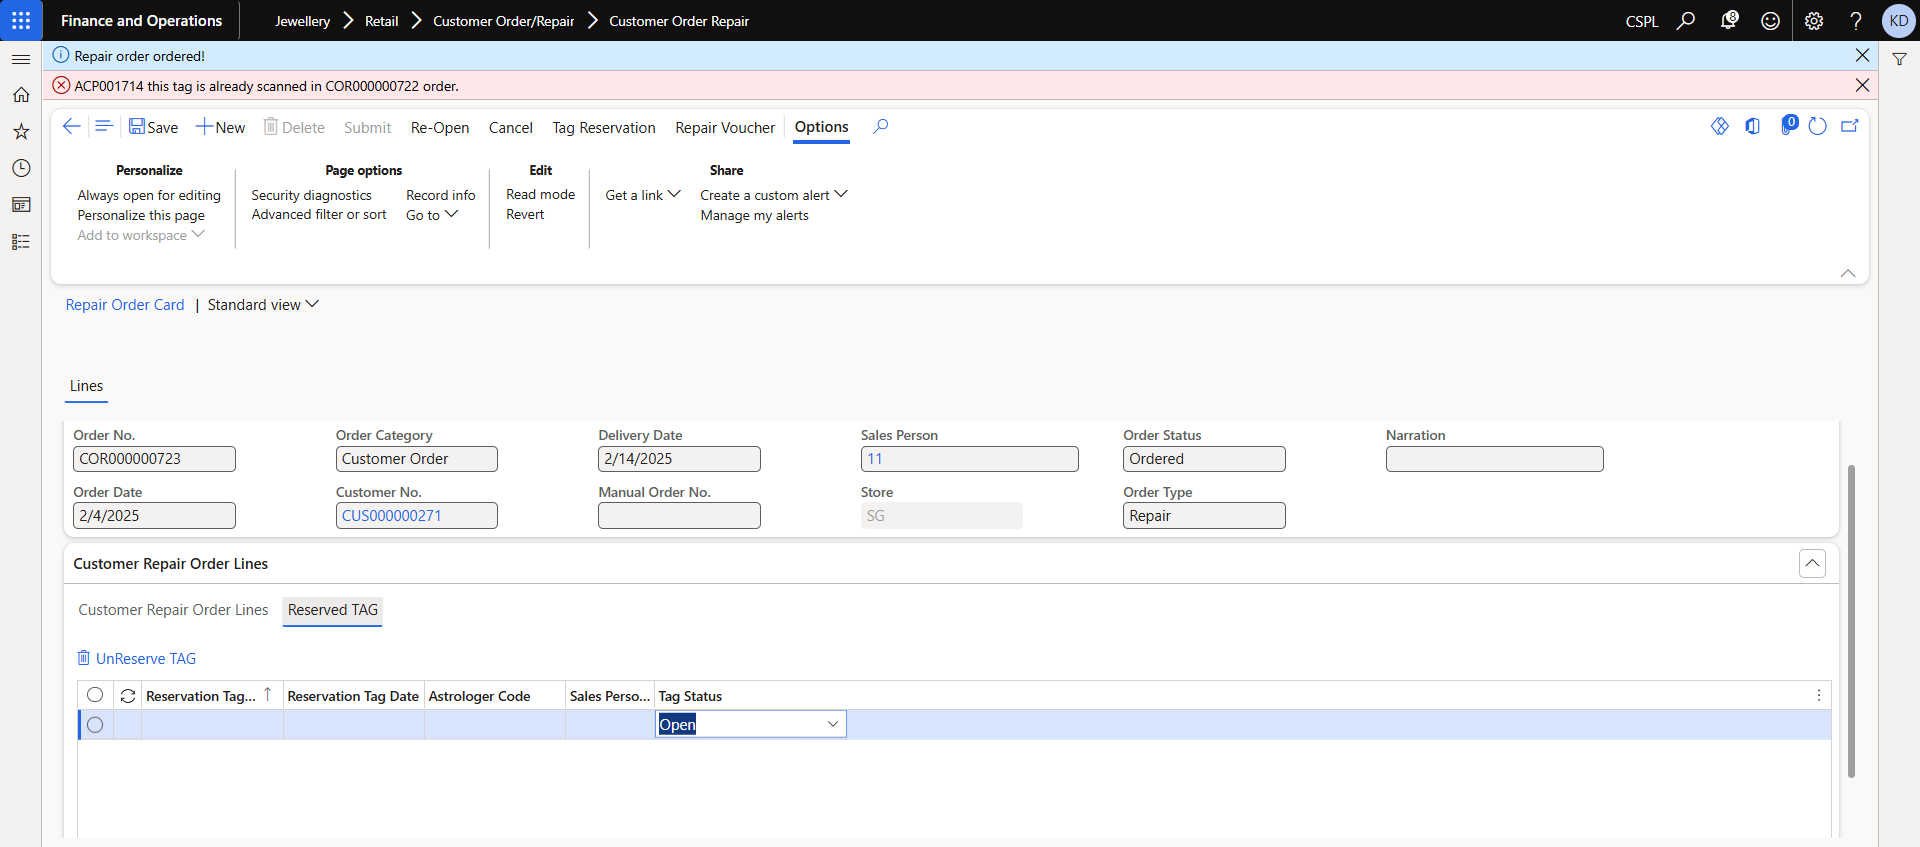 Finance and Operations
Jewellery > Retail > Customer Order/Repair > Customer Order Repair
CSPL
8
KD
Repair order ordered!
ACP001714 this tag is already scanned in COR000000722 order.
Save New Delete Submit Re-Open Cancel Tag Reservation Repair Voucher Options
0
Personalize
Always open for editing
Personalize this page
Add to workspace
Page options
Security diagnostics
Advanced filter or sort
Record info
Go to
Edit
Read mode
Revert
Share
Get a link
Create a custom alert
Manage my alerts
Repair Order Card | Standard view
Lines
Order No. Order Category Delivery Date Sales Person Order Status Narration
COR000000723 Customer Order 2/14/2025 11 Ordered
Order Date Customer No. Manual Order No. Store Order Type
2/4/2025 CUS000000271 SG Repair
Customer Repair Order Lines
Customer Repair Order Lines Reserved TAG
UnReserve TAG
Reservation Tag... Reservation Tag Date Astrologer Code Sales Perso... Tag Status
Open